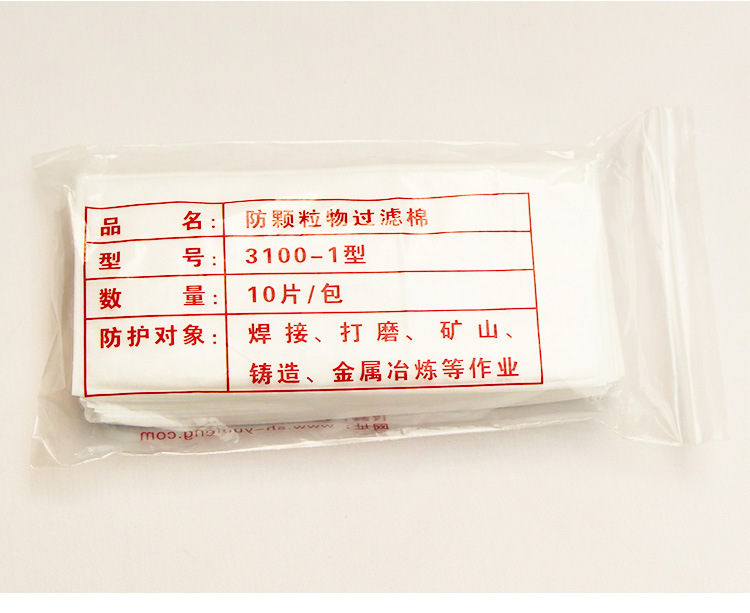 品 名: 防颗粒物过滤棉
型 号: 3100-1型
数 量: 10片/包
防护对象: 焊接、打磨、矿山、
铸造、金属冶炼等作业